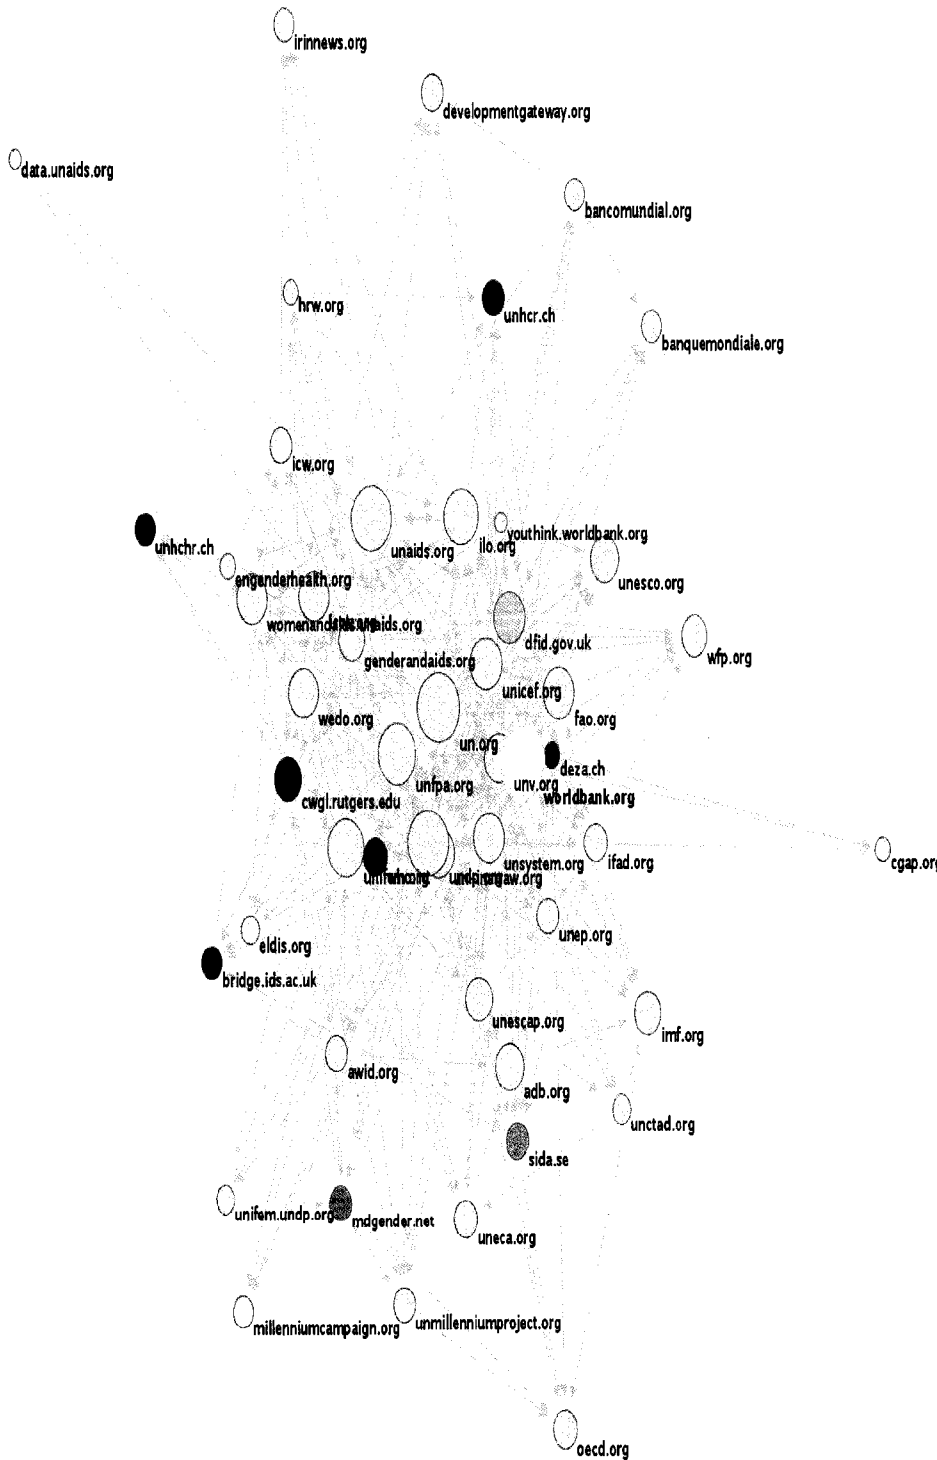 irinnews.org
developmentgateway.org
data.unaids.org
bancomundial.org
hrw.org
unhcr.ch
banquemondiale.org
icw.org
youthink.worldbank.org
ilo.org
unaids.org
unhchr.ch
engenderhealth.org
unesco.org
womenandaids.unaids.org
dfid.gov.uk
wfp.org
genderandaids.org
unicef.org
wedo.org
fao.org
un.org
deza.ch
unfpa.org
unv.org
worldbank.org
cwgl.rutgers.edu
unsystem.org
ifad.org
cgap.org
unep.org
eldis.org
bridge.ids.ac.uk
unescap.org
imf.org
awid.org
adb.org
unctad.org
sida.se
unifem.undp.org
mdgender.net
uneca.org
millenniumcampaign.org
unmillenniumproject.org
oecd.org